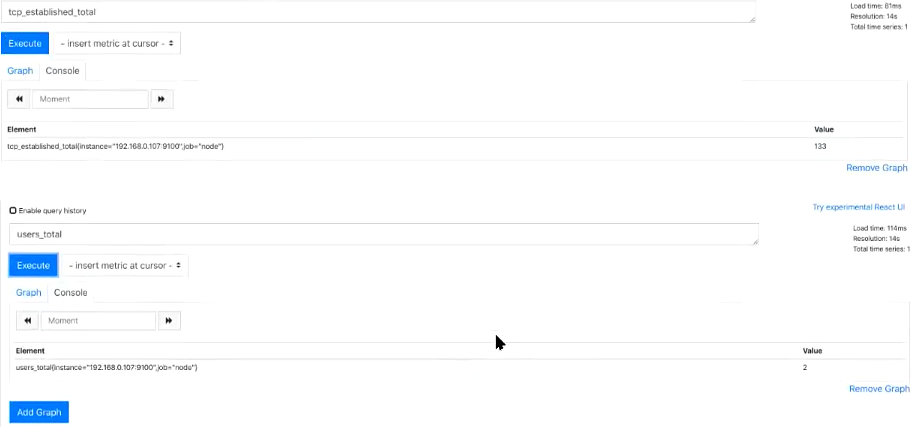 tcp_established_total
Load time: 81ms
Resolution: 14s
Total time series: 1
Execute - insert metric at cursor -
Graph Console
Moment
Element Value
tcp_established_total{instance="192.168.0.107:9100",job="node"} 133
Remove Graph
Enable query history
Try experimental React UI
users_total
Load time: 114ms
Resolution: 14s
Total time series: 1
Execute - insert metric at cursor -
Graph Console
Moment
Element Value
users_total{instance="192.168.0.107:9100",job="node"} 2
Remove Graph
Add Graph